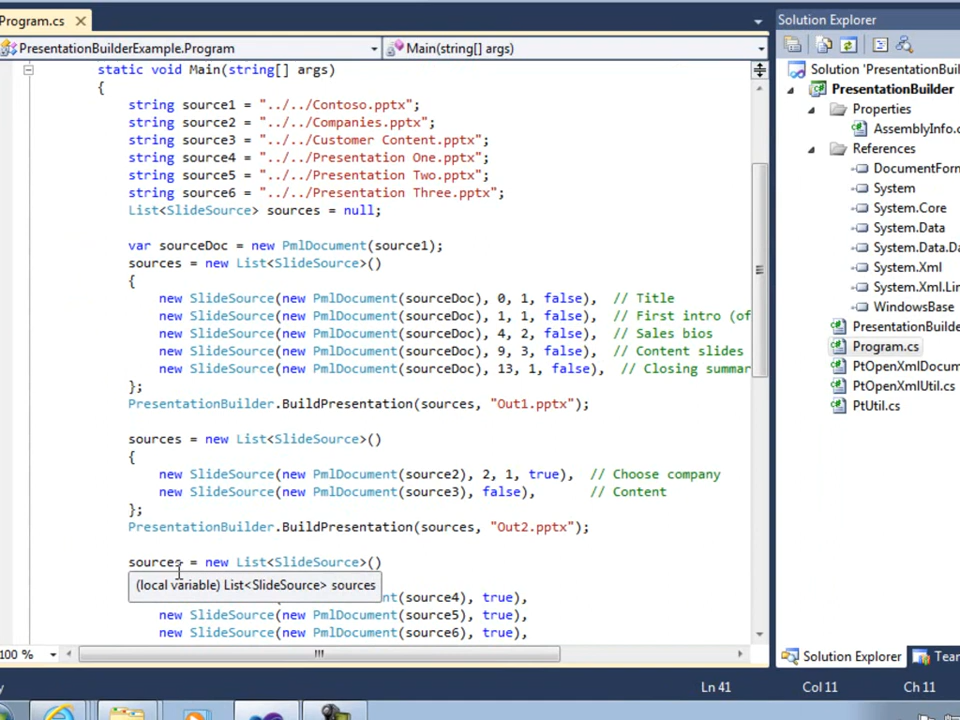 Program.cs
PresentationBuilderExample.Program
Main(string[] args)
static void Main(string[] args)
{
string source1 = "../../Contoso.pptx";
string source2 = "../../Companies.pptx";
string source3 = "../../Customer Content.pptx";
string source4 = "../../Presentation One.pptx";
string source5 = "../../Presentation Two.pptx";
string source6 = "../../Presentation Three.pptx";
List<SlideSource> sources = null;
var sourceDoc = new PmlDocument(source1);
sources = new List<SlideSource>()
{
new SlideSource(new PmlDocument(sourceDoc), 0, 1, false), // Title
new SlideSource(new PmlDocument(sourceDoc), 1, 1, false), // First intro (of
new SlideSource(new PmlDocument(sourceDoc), 4, 2, false), // Sales bios
new SlideSource(new PmlDocument(sourceDoc), 9, 3, false), // Content slides
new SlideSource(new PmlDocument(sourceDoc), 13, 1, false), // Closing summar
};
PresentationBuilder.BuildPresentation(sources, "Out1.pptx");
sources = new List<SlideSource>()
{
new SlideSource(new PmlDocument(source2), 2, 1, true), // Choose company
new SlideSource(new PmlDocument(source3), false), // Content
};
PresentationBuilder.BuildPresentation(sources, "Out2.pptx");
sources = new List<SlideSource>()
(local variable) List<SlideSource> sources
nt(source4), true),
new SlideSource(new PmlDocument(source5), true),
new SlideSource(new PmlDocument(source6), true),
100 %
Ln 41 Col 11 Ch 11
Solution Explorer
Solution 'PresentationBuil
PresentationBuilder
Properties
AssemblyInfo.c
References
DocumentForm
System
System.Core
System.Data
System.Data.Da
System.Xml
System.Xml.Lin
WindowsBase
PresentationBuilde
Program.cs
PtOpenXmlDocum
PtOpenXmlUtil.cs
PtUtil.cs
Solution Explorer
Tear